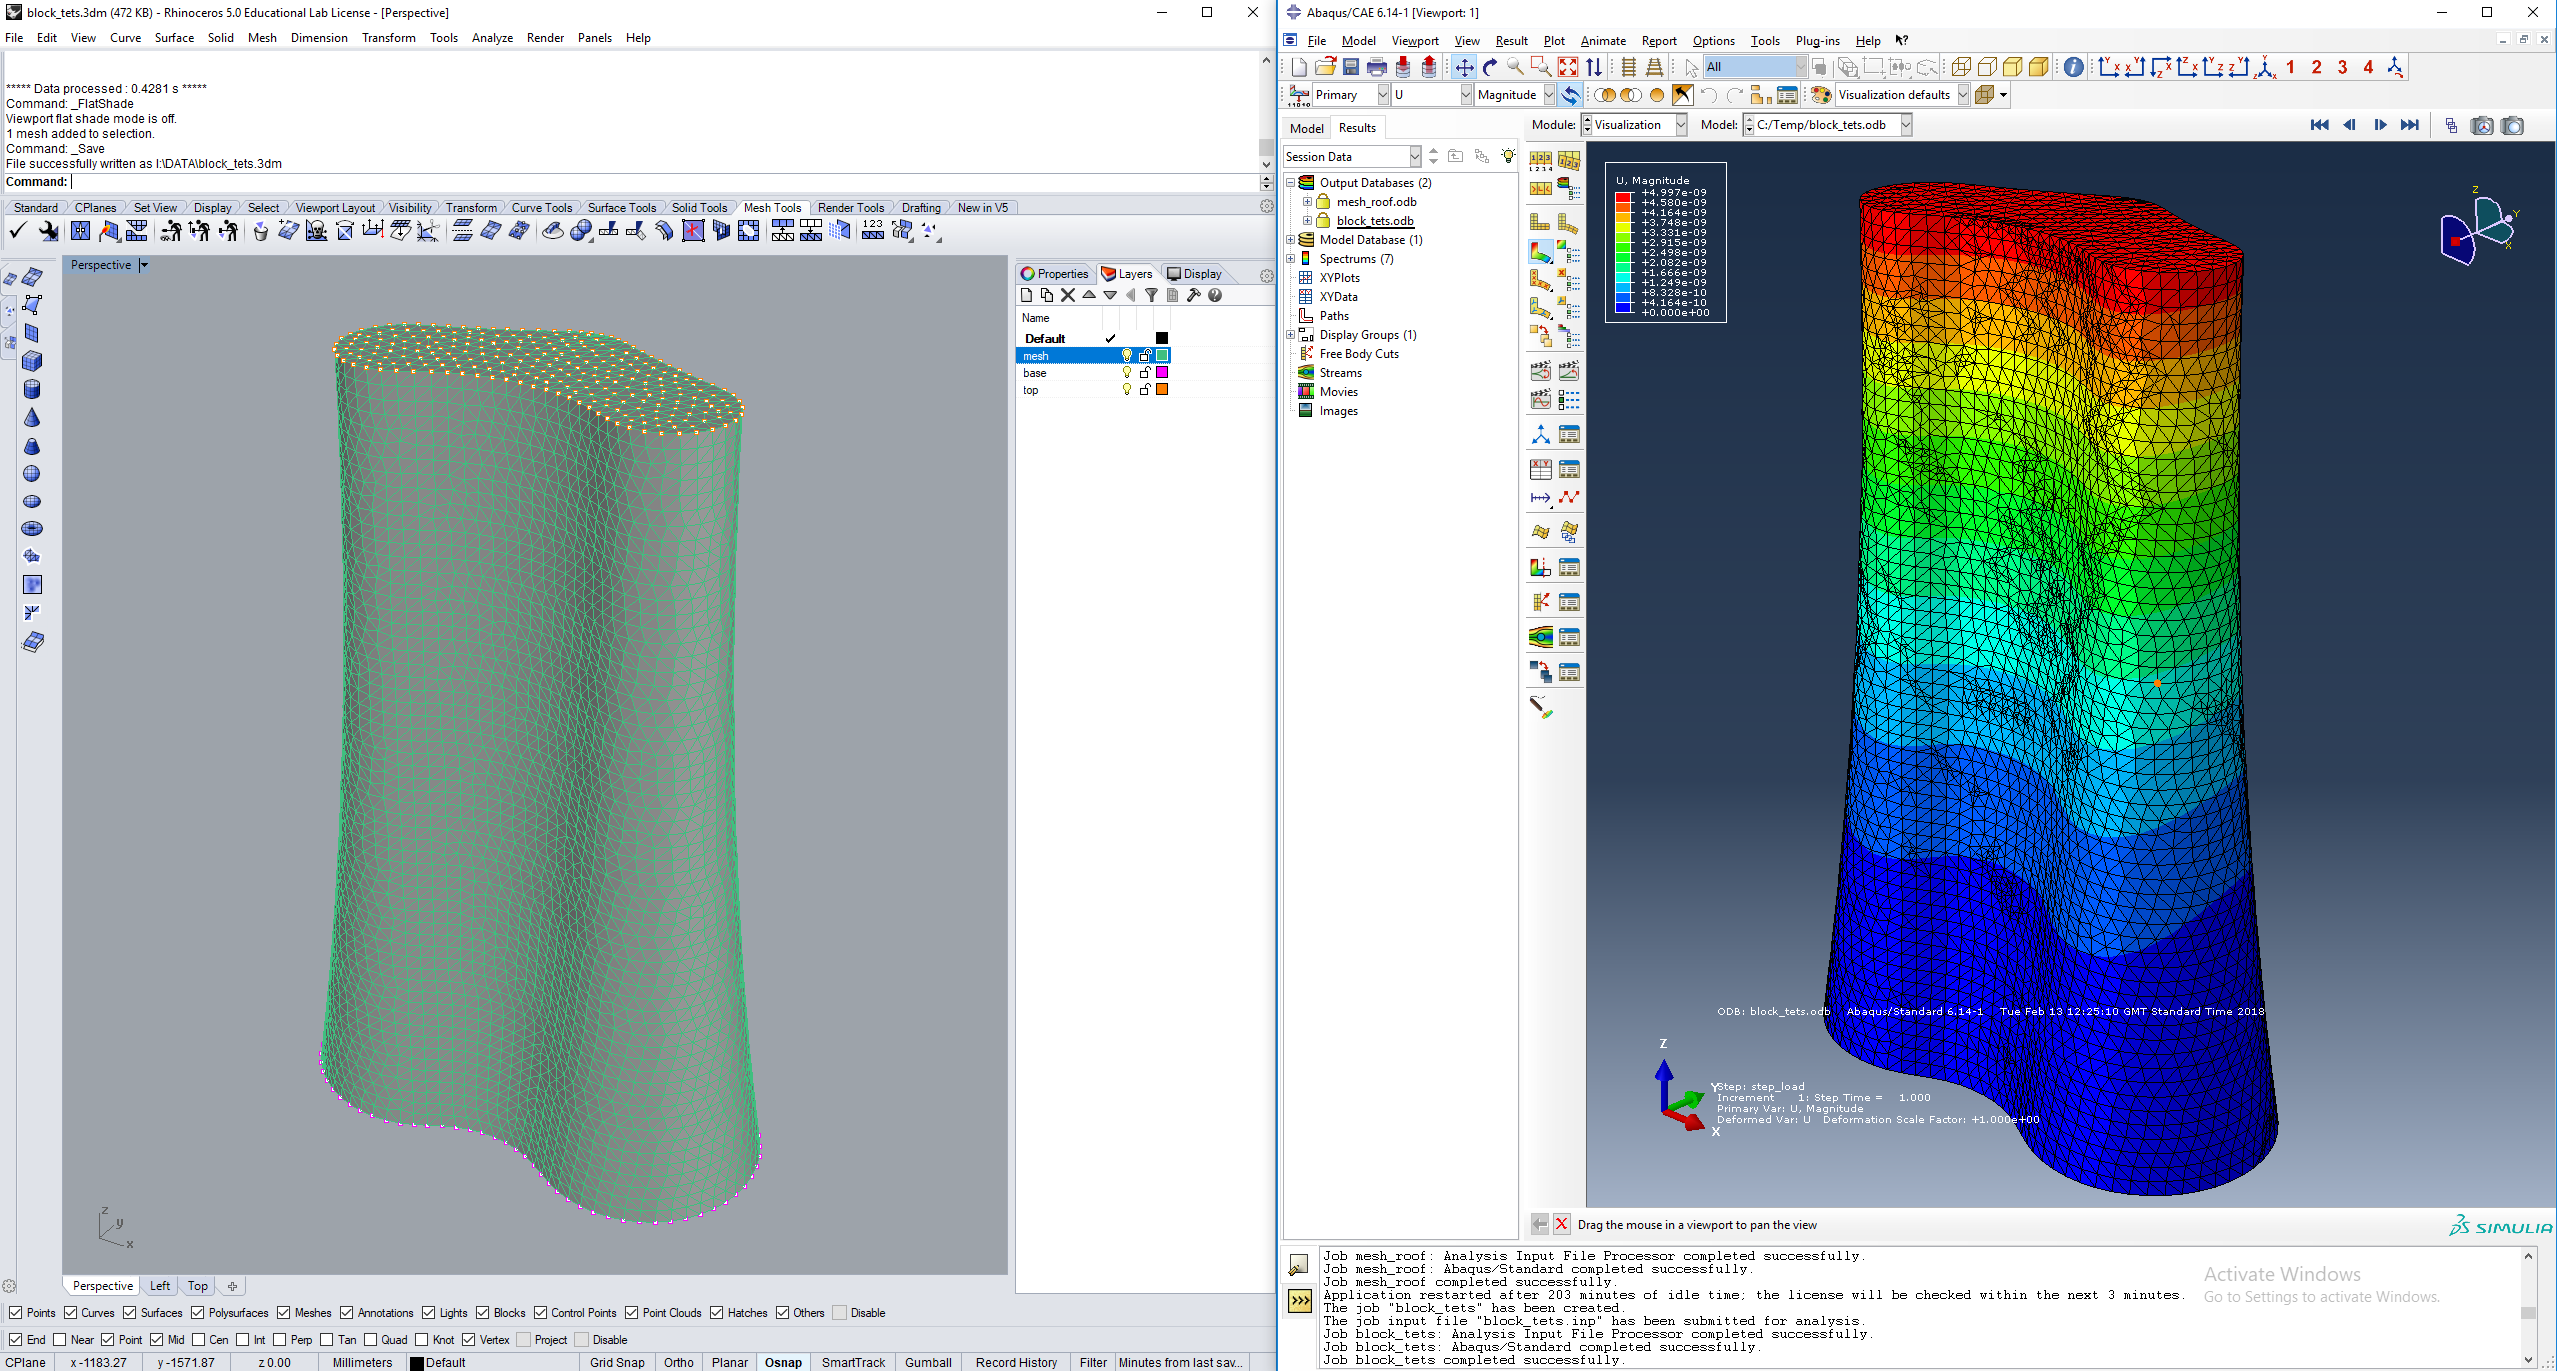 block_tets.3dm (472 KB) - Rhinoceros 5.0 Educational Lab License - [Perspective]
File Edit View Curve Surface Solid Mesh Dimension Transform Tools Analyze Render Panels Help
***** Data processed : 0.4281 s *****
Command: _FlatShade
Viewport flat shade mode is off.
1 mesh added to selection.
Command: _Save
File successfully written as I:\DATA\block_tets.3dm
Command:
Standard CPlanes Set View Display Select Viewport Layout Visibility Transform Curve Tools Surface Tools Solid Tools Mesh Tools Render Tools Drafting New in V5
Perspective
Properties Layers Display
Name
Default
mesh
base
top
z
y
x
Perspective Left Top
Points Curves Surfaces Polysurfaces Meshes Annotations Lights Blocks Control Points Point Clouds Hatches Others Disable
End Near Point Mid Cen Int Perp Tan Quad Knot Vertex Project Disable
CPlane x -1183.27 y -1571.87 z 0.00 Millimeters Default Grid Snap Ortho Planar Osnap SmartTrack Gumball Record History Filter Minutes from last sav...
Abaqus/CAE 6.14-1 [Viewport: 1]
File Model Viewport View Result Plot Animate Report Options Tools Plug-ins Help
All
1 2 3 4
Primary U Magnitude Visualization defaults
Model Results
Module: Visualization Model: C:/Temp/block_tets.odb
Session Data
Output Databases (2)
mesh_roof.odb
block_tets.odb
Model Database (1)
Spectrums (7)
XYPlots
XYData
Paths
Display Groups (1)
Free Body Cuts
Streams
Movies
Images
U, Magnitude
+4.997e-09
+4.580e-09
+4.164e-09
+3.748e-09
+3.331e-09
+2.915e-09
+2.498e-09
+2.082e-09
+1.666e-09
+1.249e-09
+8.328e-10
+4.164e-10
+0.000e+00
Z
Y
X
ODB: block_tets.odb Abaqus/Standard 6.14-1 Tue Feb 13 12:25:10 GMT Standard Time 2018
Z
Y
X
Step: step_load
Increment 1: Step Time = 1.000
Primary Var: U, Magnitude
Deformed Var: U Deformation Scale Factor: +1.000e+00
Drag the mouse in a viewport to pan the view
SIMULIA
Job mesh_roof: Analysis Input File Processor completed successfully.
Job mesh_roof: Abaqus/Standard completed successfully.
Job mesh_roof completed successfully.
Application restarted after 203 minutes of idle time; the license will be checked within the next 3 minutes.
The job "block_tets" has been created.
The job input file "block_tets.inp" has been submitted for analysis.
Job block_tets: Analysis Input File Processor completed successfully.
Job block_tets: Abaqus/Standard completed successfully.
Job block_tets completed successfully.
Activate Windows
Go to Settings to activate Windows.